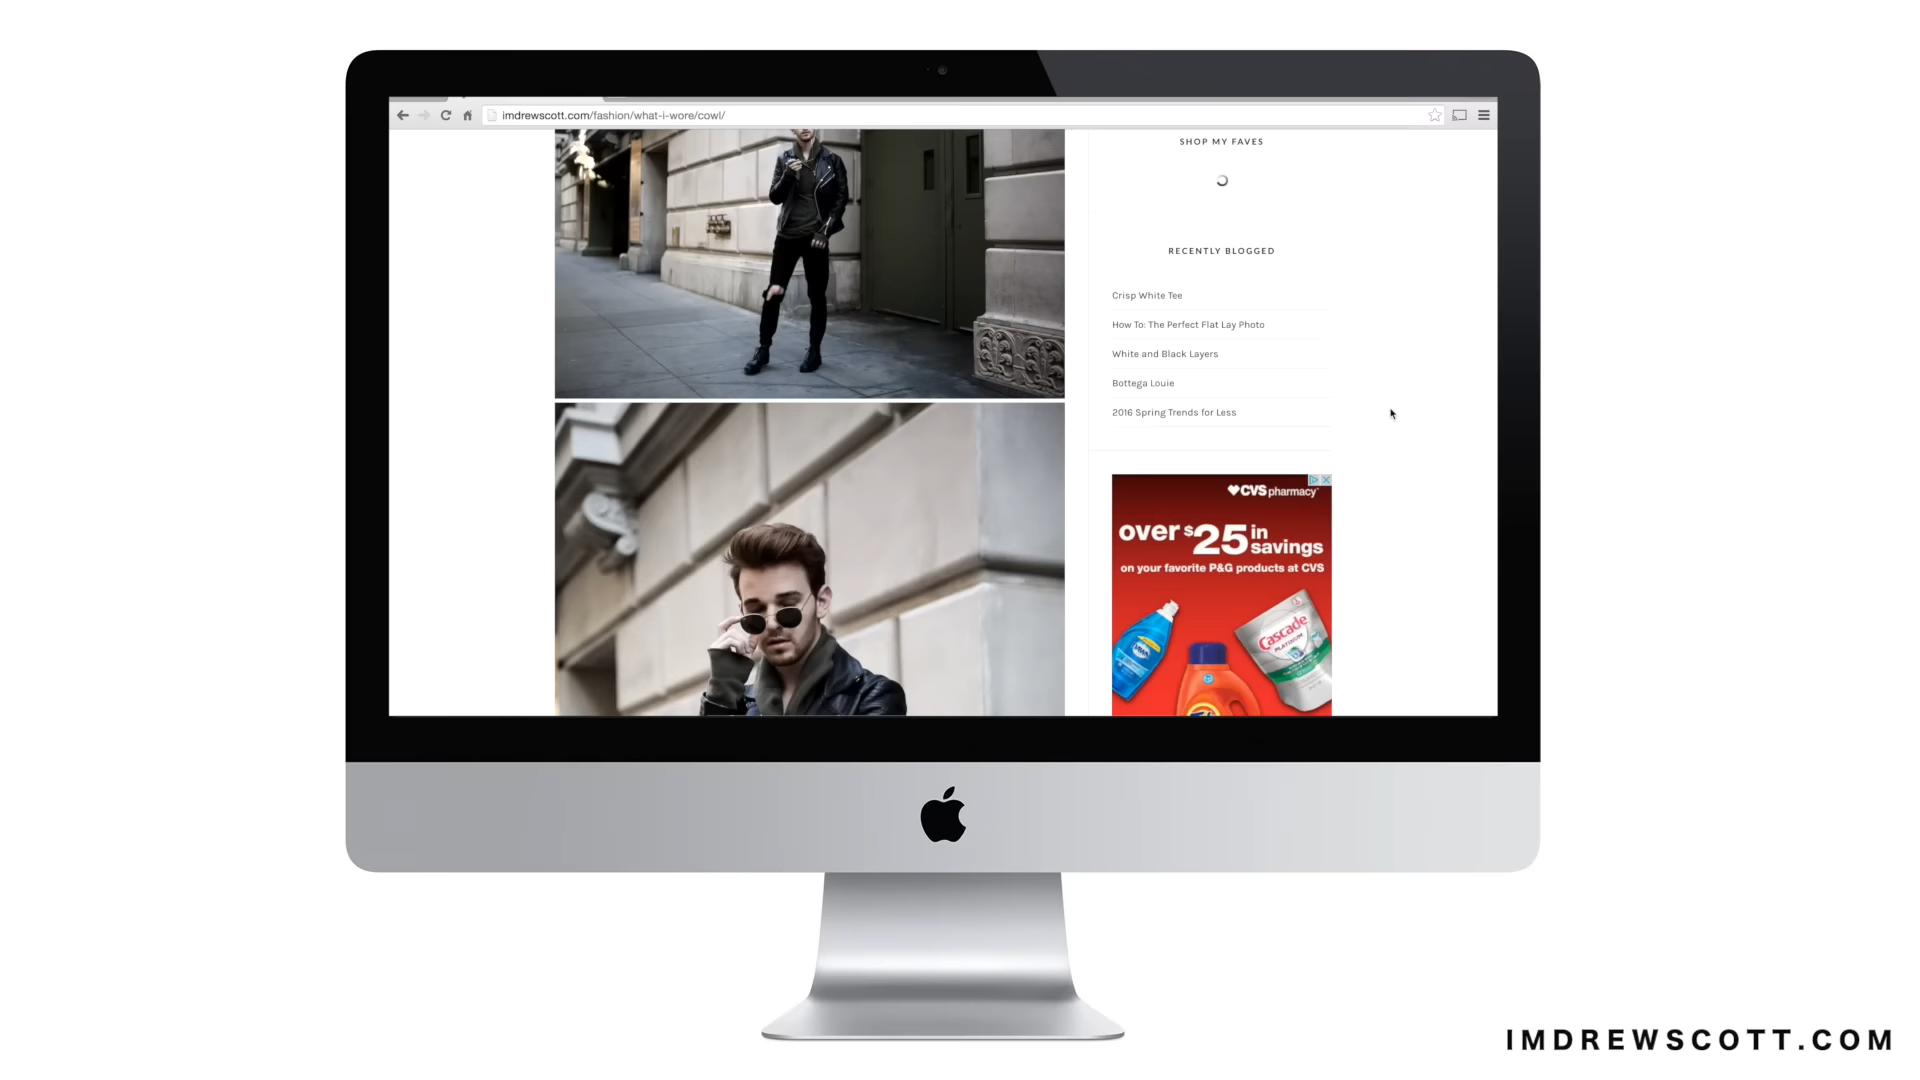 imdrewscott.com/fashion/what-i-wore/cowl/
SHOP MY FAVES
RECENTLY BLOGGED
Crisp White Tee
How To: The Perfect Flat Lay Photo
White and Black Layers
Bottega Louie
2016 Spring Trends for Less
CVS pharmacy
over $25 in savings
on your favorite P&G products at CVS
Cascade
PLATINUM
IMDREWSCOTT.COM